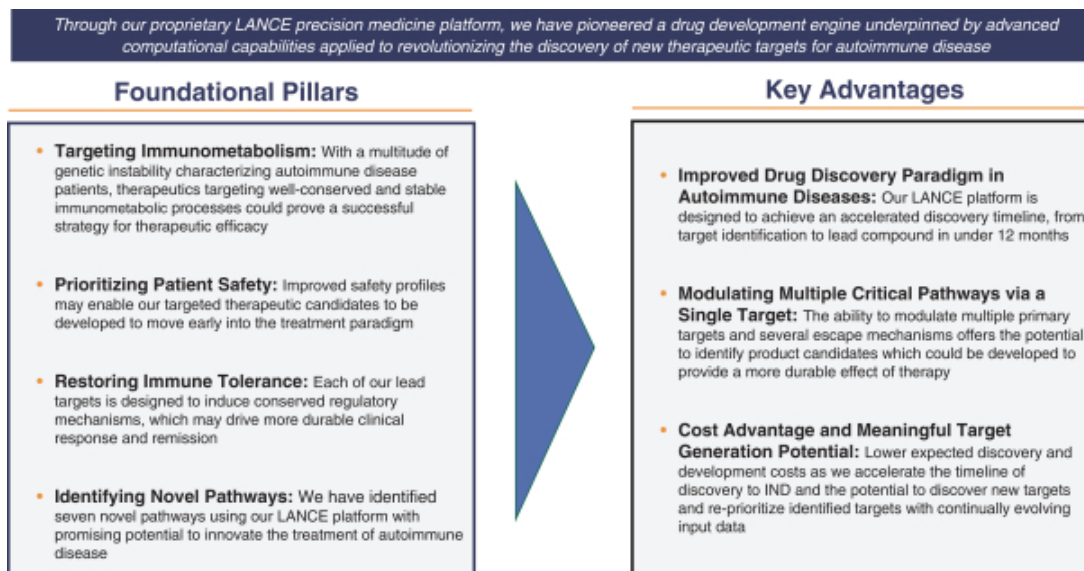 Through our proprietary LANCE precision medicine platform, we have pioneered a drug development engine underpinned by advanced
computational capabilities applied to revolutionizing the discovery of new therapeutic targets for autoimmune disease
Foundational Pillars
• Targeting Immunometabolism: With a multitude of
genetic instability characterizing autoimmune disease
patients, therapeutics targeting well-conserved and stable
immunometabolic processes could prove a successful
strategy for therapeutic efficacy
• Prioritizing Patient Safety: Improved safety profiles
may enable our targeted therapeutic candidates to be
developed to move early into the treatment paradigm
• Restoring Immune Tolerance: Each of our lead
targets is designed to induce conserved regulatory
mechanisms, which may drive more durable clinical
response and remission
• Identifying Novel Pathways: We have identified
seven novel pathways using our LANCE platform with
promising potential to innovate the treatment of autoimmune
disease
Key Advantages
• Improved Drug Discovery Paradigm in
Autoimmune Diseases: Our LANCE platform is
designed to achieve an accelerated discovery timeline, from
target identification to lead compound in under 12 months
• Modulating Multiple Critical Pathways via a
Single Target: The ability to modulate multiple primary
targets and several escape mechanisms offers the potential
to identify product candidates which could be developed to
provide a more durable effect of therapy
• Cost Advantage and Meaningful Target
Generation Potential: Lower expected discovery and
development costs as we accelerate the timeline of
discovery to IND and the potential to discover new targets
and re-prioritize identified targets with continually evolving
input data